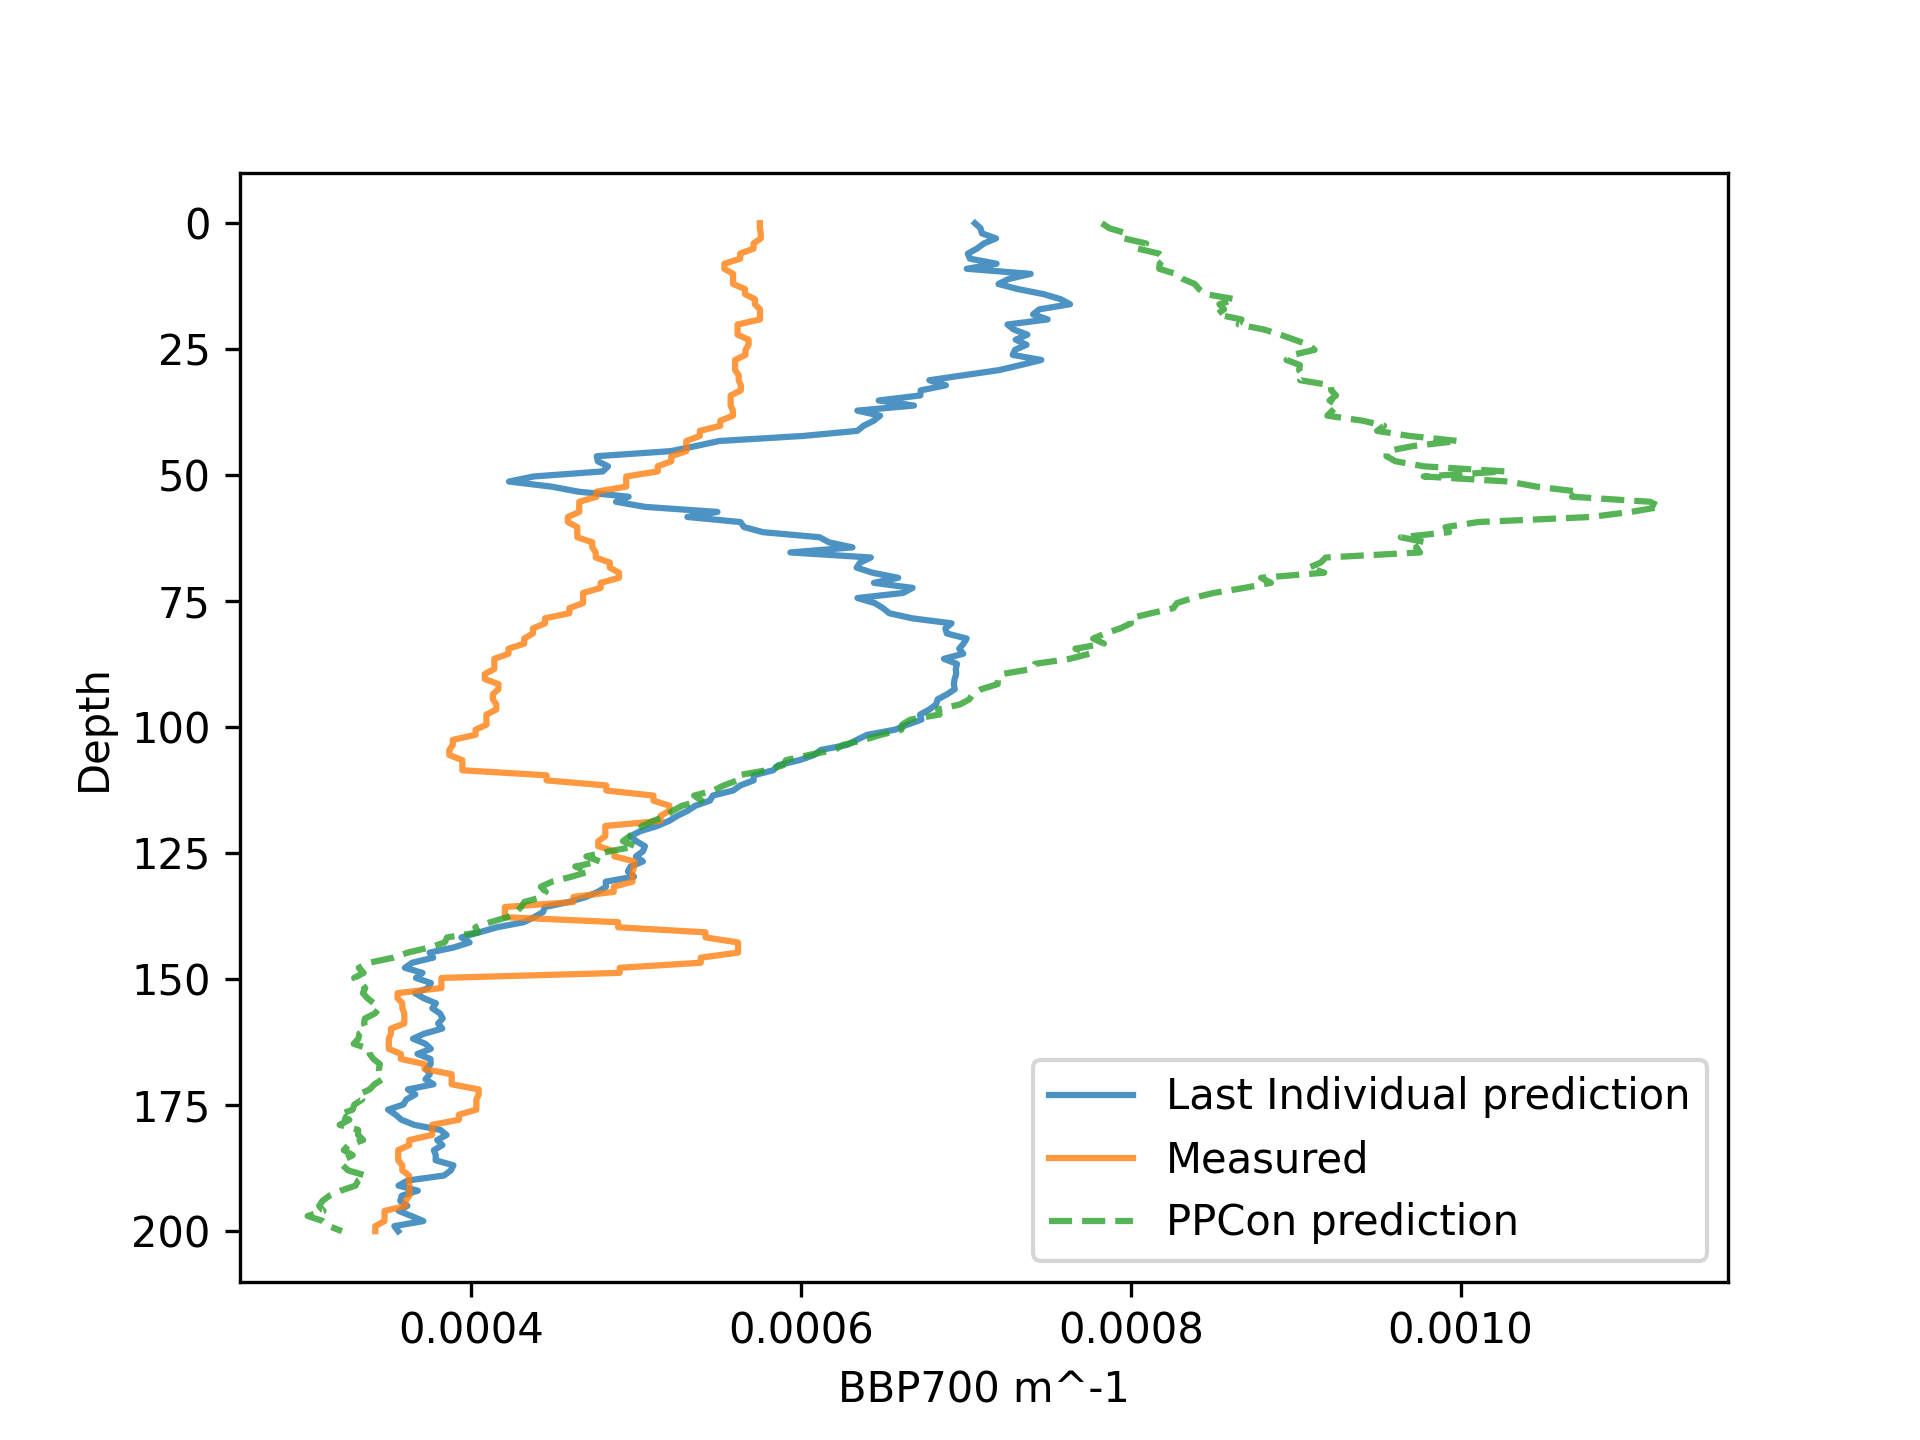 0
25
50
75
100
125
150
175
200
Depth
0.0004 0.0006 0.0008 0.0010
BBP700 m^-1
Last Individual prediction
Measured
PPCon prediction